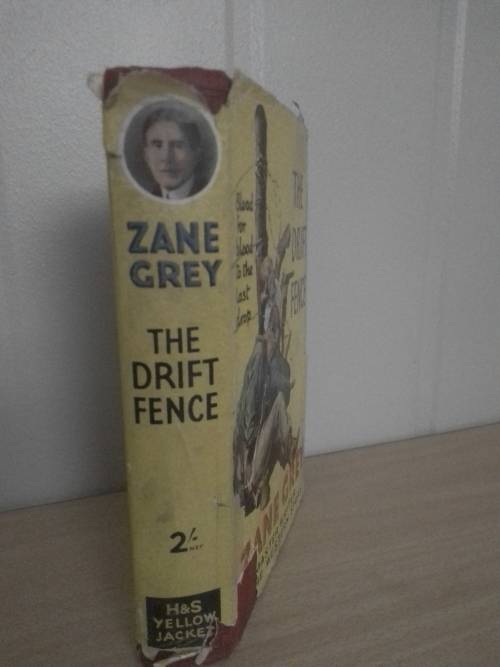 ZANE
GREY
THE
DRIFT
FENCE
2/- NET
H&S
YELLOW
JACKET
Blood
for
blood
to the
last
drop
THE
DRIFT
FENCE
ZANE GREY